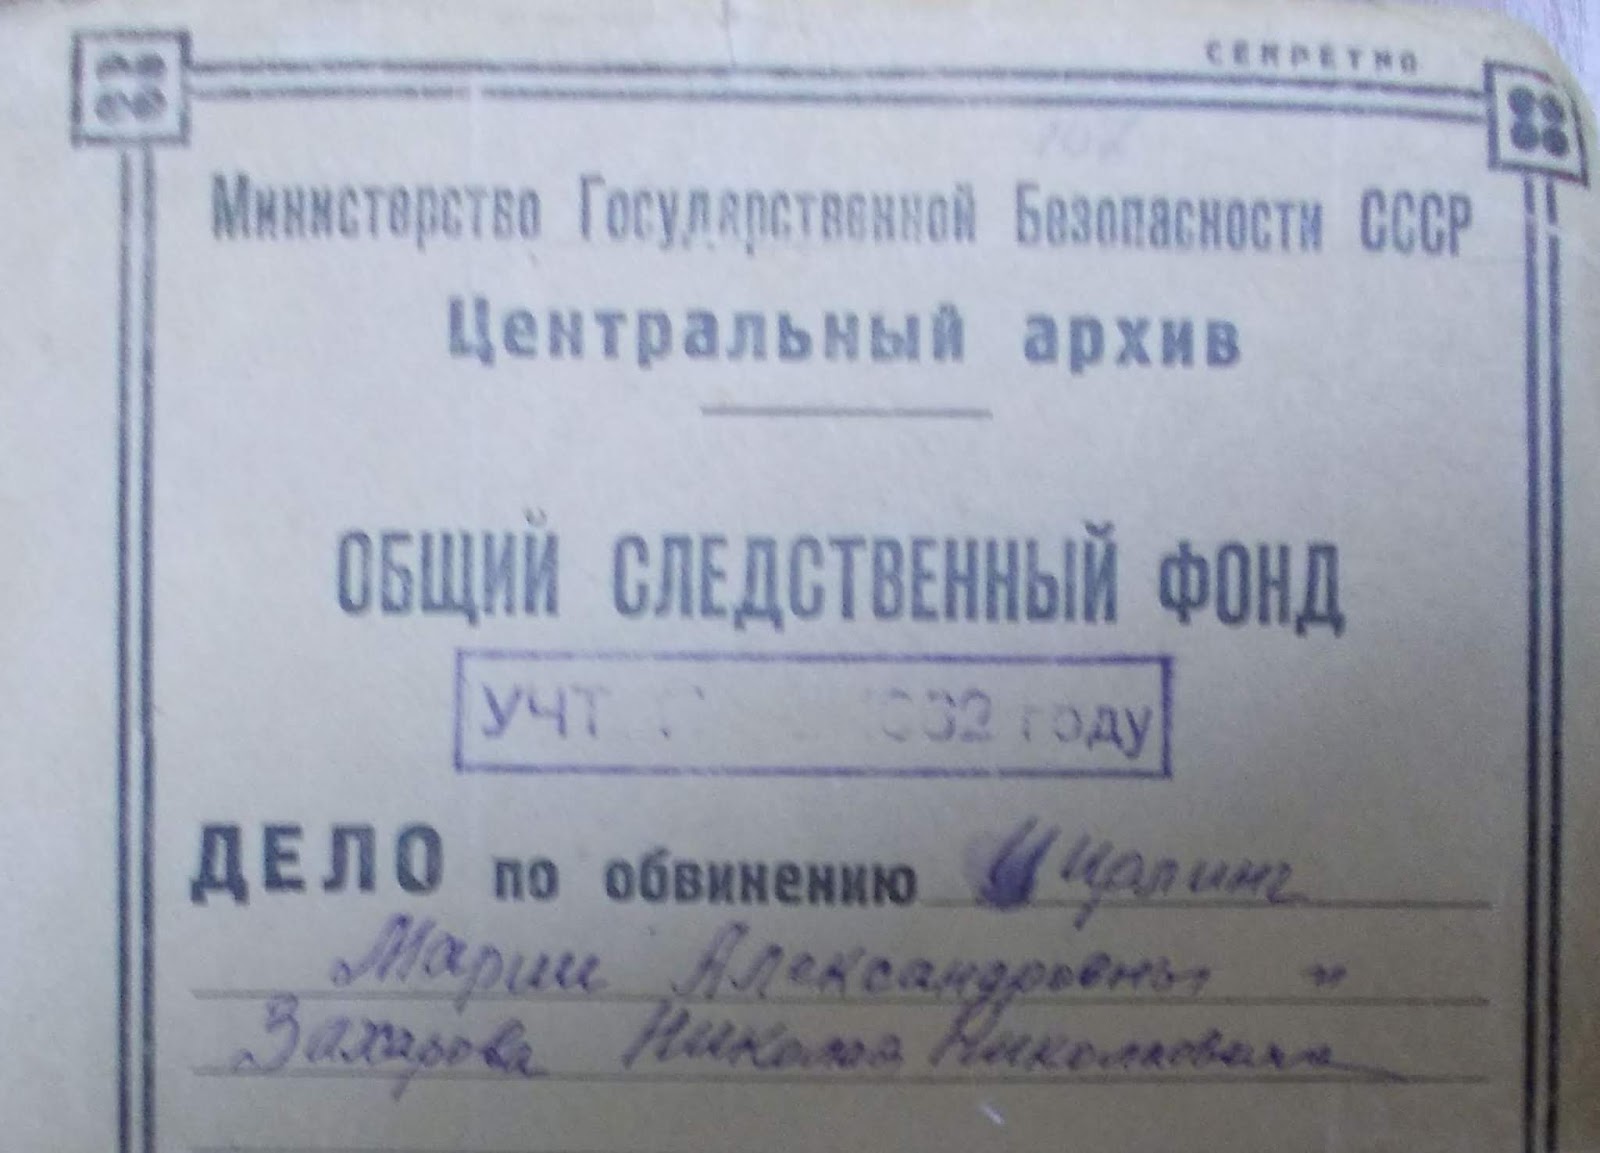 СЕКРЕТНО
Министерство Государственной Безопасности СССР
Центральный архив
ОБЩИЙ СЛЕДСТВЕННЫЙ ФОНД
году
ДЕЛО по обвинению
Марии Александровны и
Захарова Николая Николаевича